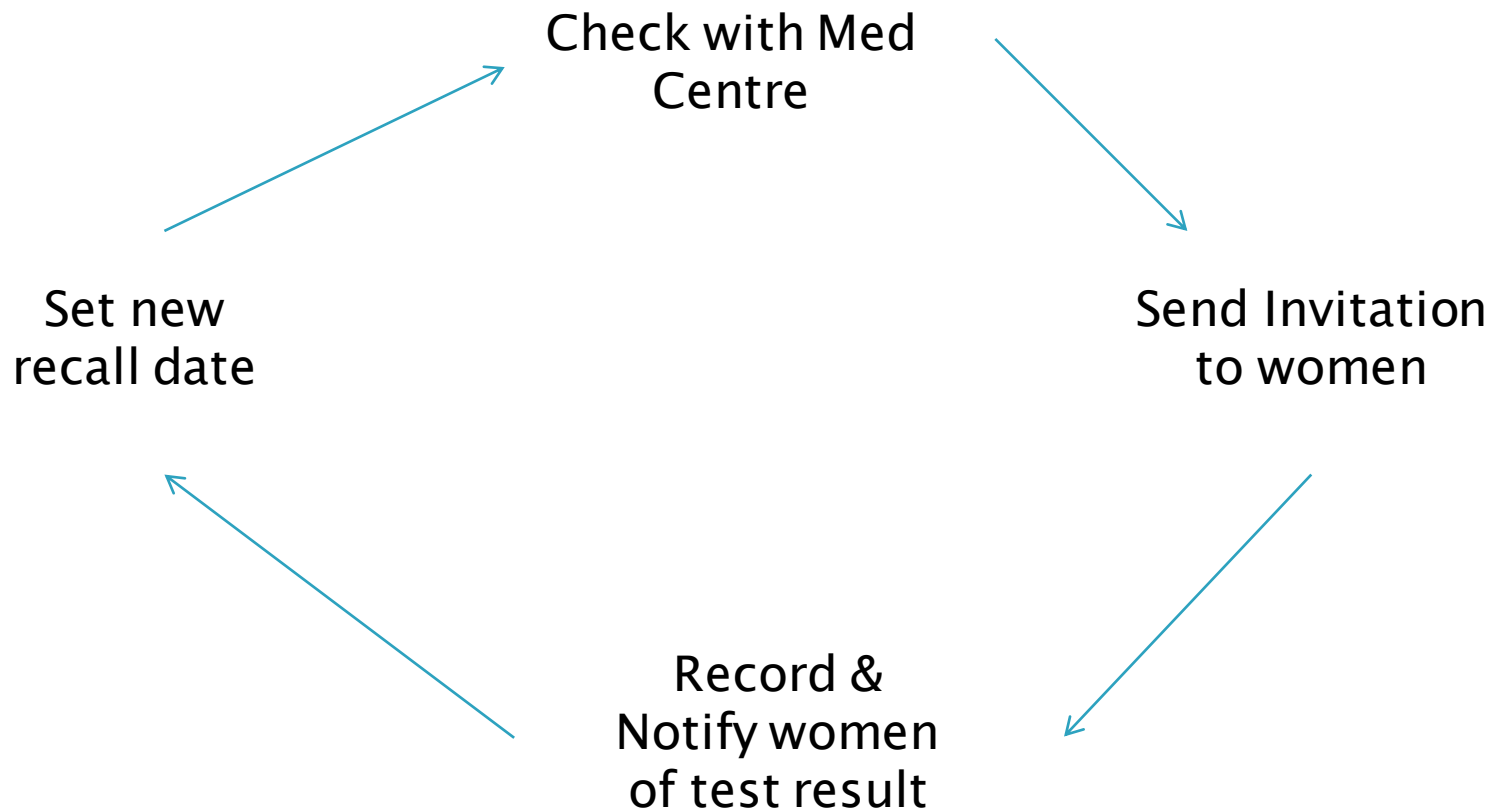 Check with Med
Centre
Set new
recall date
Send Invitation
to women
Record &
Notify women
of test result